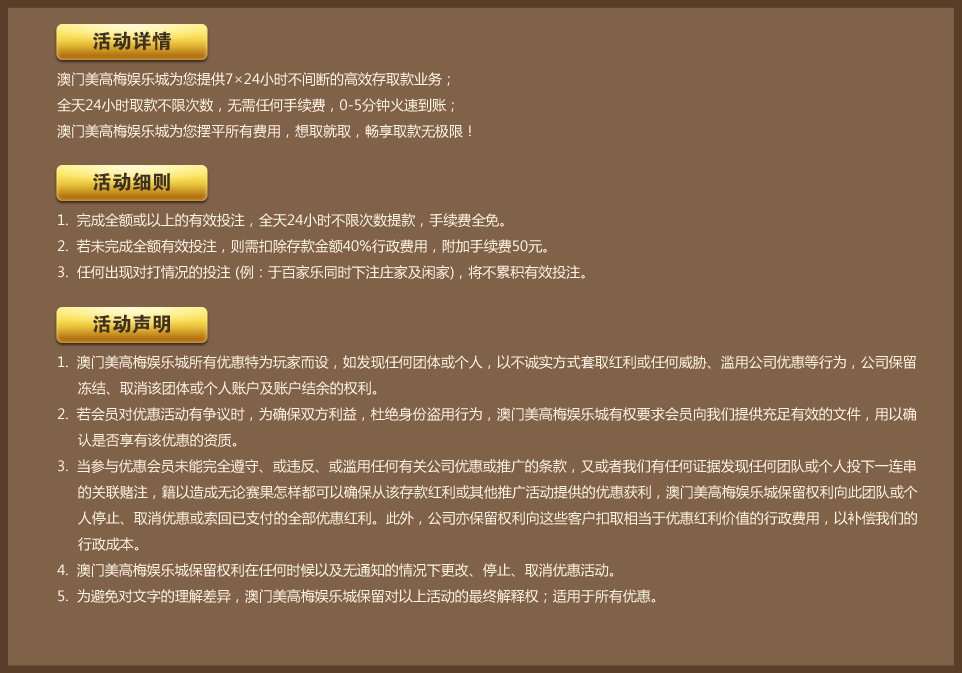 活动详情
澳门美高梅娱乐城为您提供7×24小时不间断的高效存取款业务；
全天24小时取款不限次数，无需任何手续费，0-5分钟火速到账；
澳门美高梅娱乐城为您摆平所有费用，想取就取，畅享取款无极限！
活动细则
1. 完成全额或以上的有效投注，全天24小时不限次数提款，手续费全免。
2. 若未完成全额有效投注，则需扣除存款金额40%行政费用，附加手续费50元。
3. 任何出现对打情况的投注 (例：于百家乐同时下注庄家及闲家)，将不累积有效投注。
活动声明
1. 澳门美高梅娱乐城所有优惠特为玩家而设，如发现任何团体或个人，以不诚实方式套取红利或任何威胁、滥用公司优惠等行为，公司保留
冻结、取消该团体或个人账户及账户结余的权利。
2. 若会员对优惠活动有争议时，为确保双方利益，杜绝身份盗用行为，澳门美高梅娱乐城有权要求会员向我们提供充足有效的文件，用以确
认是否享有该优惠的资质。
3. 当参与优惠会员未能完全遵守、或违反、或滥用任何有关公司优惠或推广的条款，又或者我们有任何证据发现任何团队或个人投下一连串
的关联赌注，籍以造成无论赛果怎样都可以确保从该存款红利或其他推广活动提供的优惠获利，澳门美高梅娱乐城保留权利向此团队或个
人停止、取消优惠或索回已支付的全部优惠红利。此外，公司亦保留权利向这些客户扣取相当于优惠红利价值的行政费用，以补偿我们的
行政成本。
4. 澳门美高梅娱乐城保留权利在任何时候以及无通知的情况下更改、停止、取消优惠活动。
5. 为避免对文字的理解差异，澳门美高梅娱乐城保留对以上活动的最终解释权；适用于所有优惠。